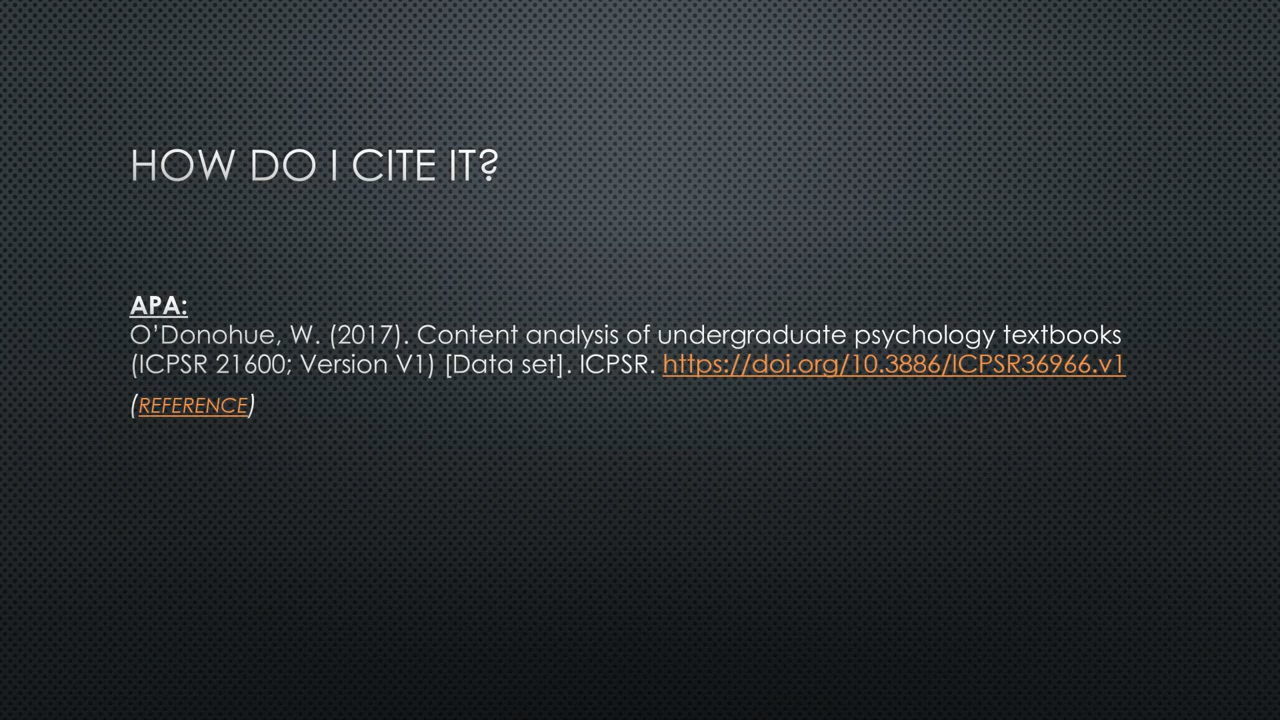 HOW DO I CITE IT?
APA:
O’Donohue, W. (2017). Content analysis of undergraduate psychology textbooks
(ICPSR 21600; Version V1) [Data set]. ICPSR. https://doi.org/10.3886/ICPSR36966.v1
(REFERENCE)